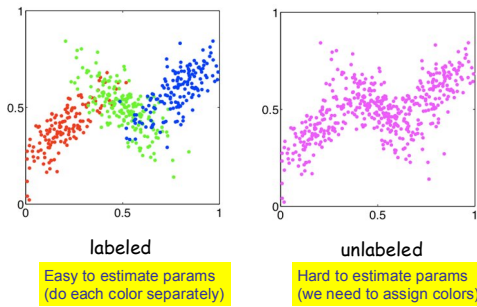 1
0.5
0
0
0.5
1
labeled
Easy to estimate params
(do each color separately)
1
0.5
0
0
0.5
1
unlabeled
Hard to estimate params
(we need to assign colors)